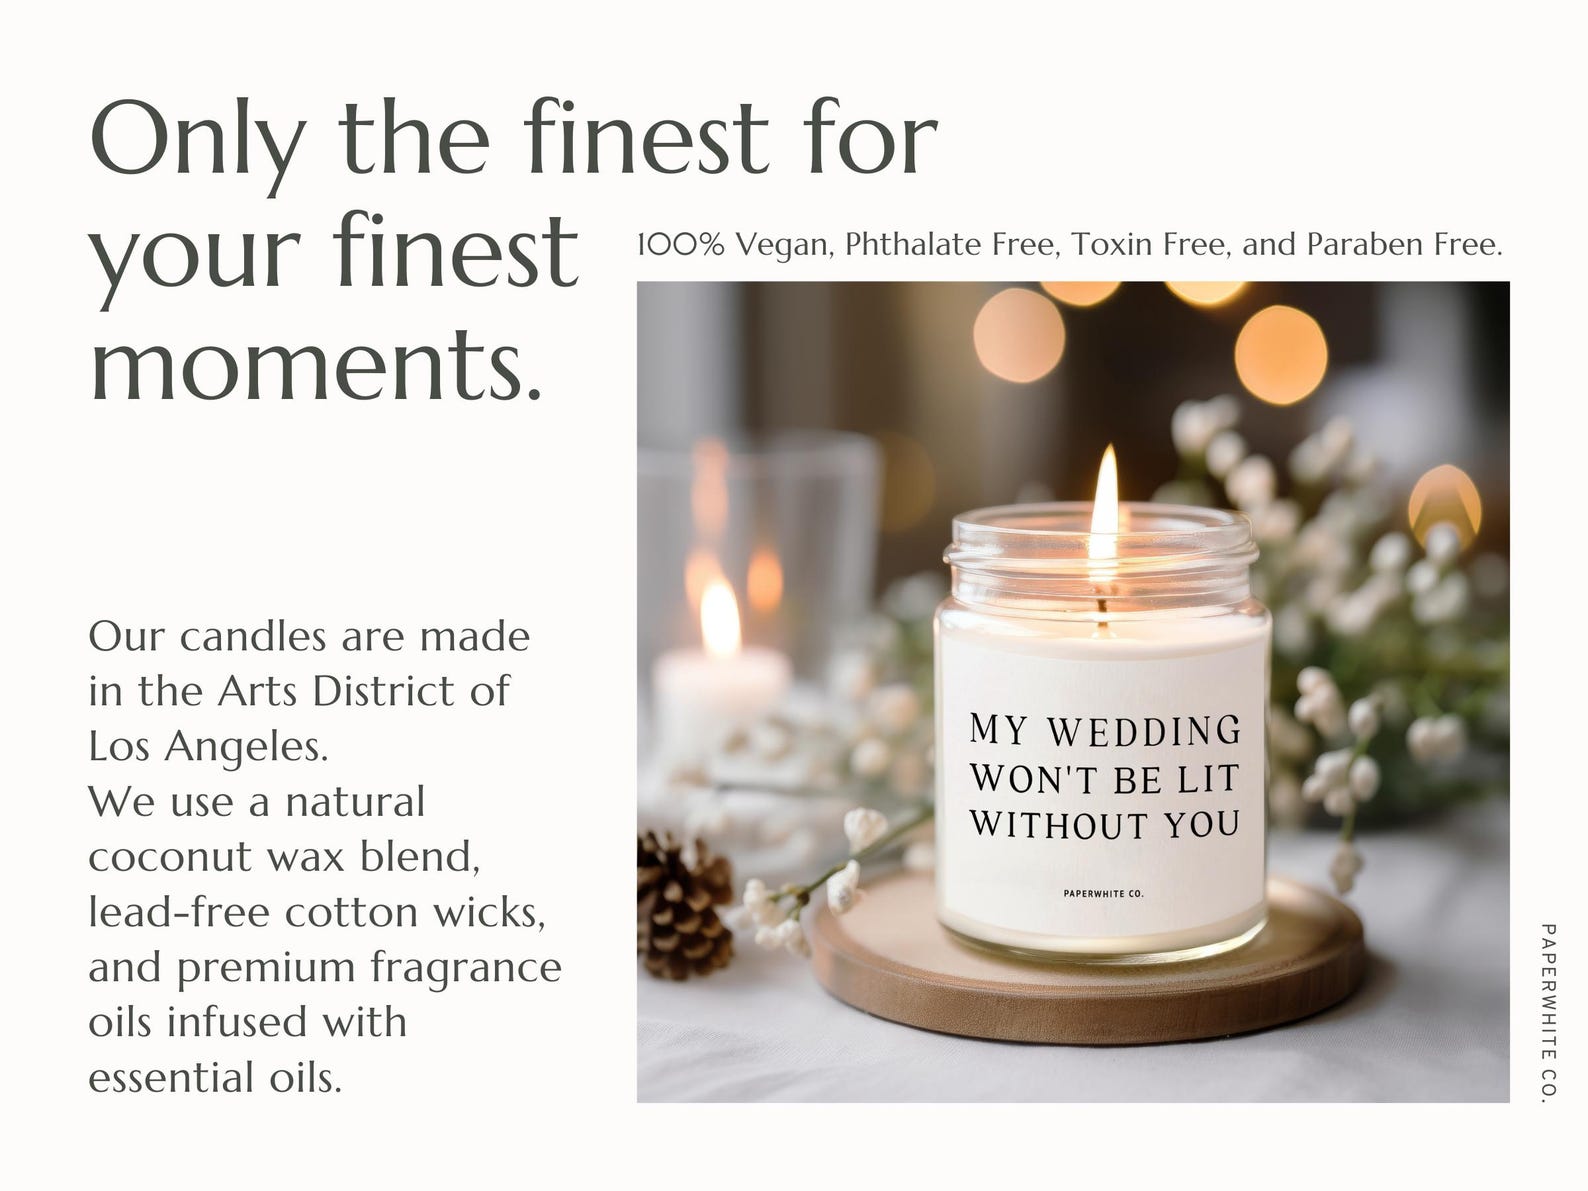 Only the finest for
your finest
moments.
100% Vegan, Phthalate Free, Toxin Free, and Paraben Free.
Our candles are made
in the Arts District of
Los Angeles.
We use a natural
coconut wax blend,
lead-free cotton wicks,
and premium fragrance
oils infused with
essential oils.
MY WEDDING
WON'T BE LIT
WITHOUT YOU
PAPERWHITE CO.
PAPERWHITE CO.